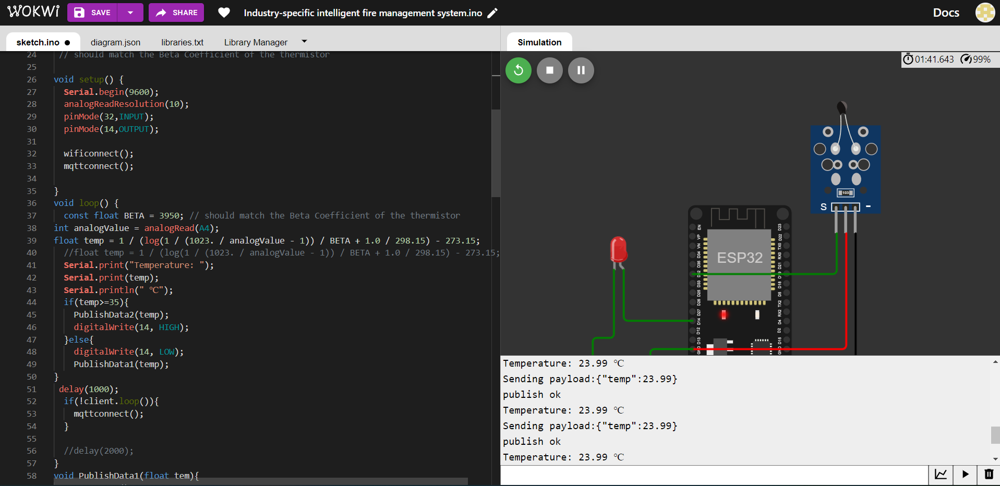 WOKWI
SAVE
SHARE
Industry-specific intelligent fire management system.ino
Docs
sketch.ino ●
diagram.json
libraries.txt
Library Manager
Simulation
24 // should match the Beta Coefficient of the thermistor
25
26 void setup() {
27 Serial.begin(9600);
28 analogReadResolution(10);
29 pinMode(32,INPUT);
30 pinMode(14,OUTPUT);
31
32 wificonnect();
33 mqttconnect();
34
35 }
36 void loop() {
37 const float BETA = 3950; // should match the Beta Coefficient of the thermistor
38 int analogValue = analogRead(A4);
39 float temp = 1 / (log(1 / (1023. / analogValue - 1)) / BETA + 1.0 / 298.15) - 273.15;
40 //float temp = 1 / (log(1 / (1023. / analogValue - 1)) / BETA + 1.0 / 298.15) - 273.15;
41 Serial.print("Temperature: ");
42 Serial.print(temp);
43 Serial.println(" ℃");
44 if(temp>=35){
45 PublishData2(temp);
46 digitalWrite(14, HIGH);
47 }else{
48 digitalWrite(14, LOW);
49 PublishData1(temp);
50 }
51 delay(1000);
52 if(!client.loop()){
53 mqttconnect();
54 }
55
56 //delay(2000);
57 }
58 void PublishData1(float tem){
01:41.643 99%
103
S -
ESP32
EN
VP
VN
D34
D35
D32
D33
D25
D26
D27
D14
D12
D13
GND
D23
D22
TX0
RX0
D21
D19
D18
D5
TX2
RX2
D4
D2
D15
GND
Temperature: 23.99 ℃
Sending payload:{"temp":23.99}
publish ok
Temperature: 23.99 ℃
Sending payload:{"temp":23.99}
publish ok
Temperature: 23.99 ℃